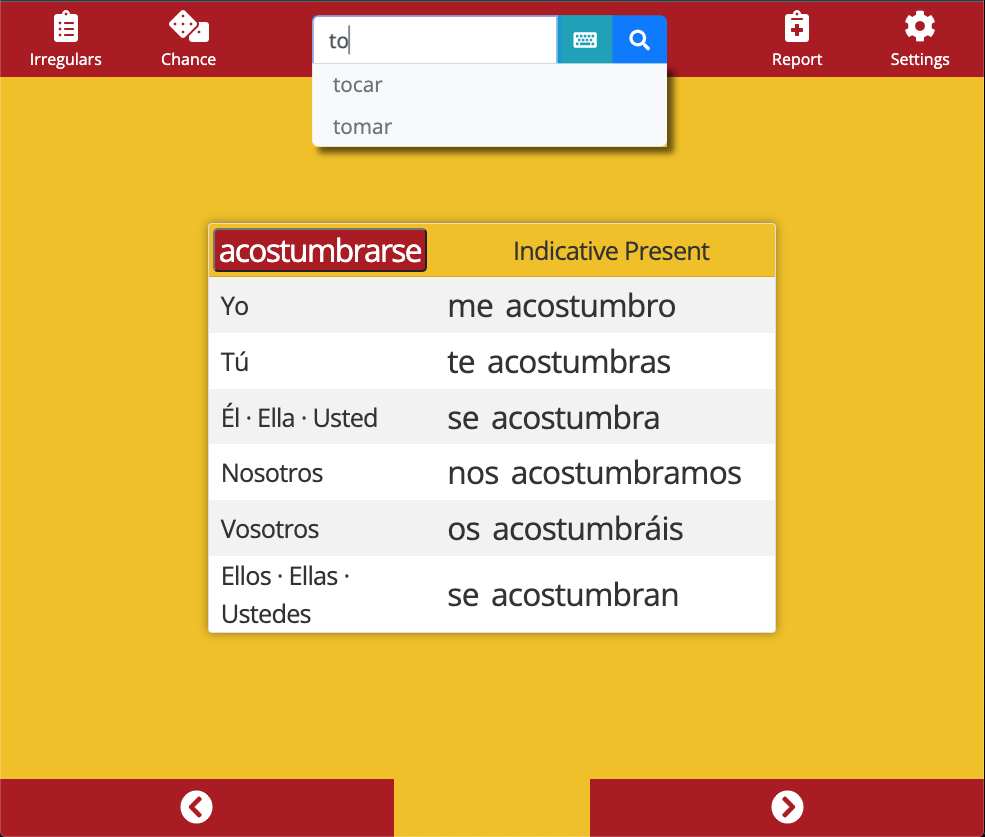 Irregulars
Chance
to
Report
Settings
tocar
tomar
acostumbrarse Indicative Present
Yo me acostumbro
Tú te acostumbras
Él · Ella · Usted se acostumbra
Nosotros nos acostumbramos
Vosotros os acostumbráis
Ellos · Ellas ·
Ustedes se acostumbran